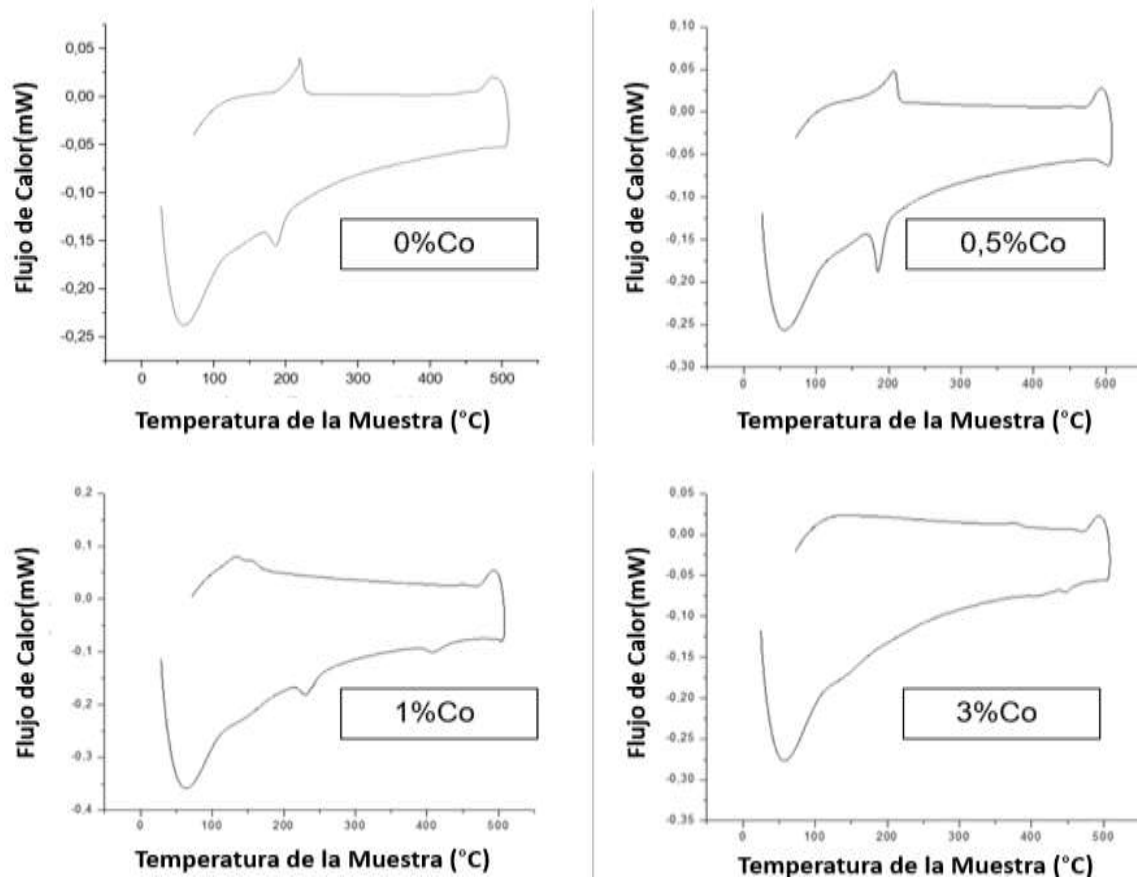 0,05
0,00
-0,05
-0,10
-0,15
-0,20
-0,25
Flujo de Calor(mW)
0%Co
0 100 200 300 400 500
Temperatura de la Muestra (°C)
0.10
0.05
0.00
-0.05
-0.10
-0.15
-0.20
-0.25
-0.30
Flujo de Calor(mW)
0,5%Co
0 100 200 300 400 500
Temperatura de la Muestra (°C)
0.2
0.1
0.0
-0.1
-0.2
-0.3
-0.4
Flujo de Calor(mW)
1%Co
0 100 200 300 400 500
Temperatura de la Muestra (°C)
0.05
0.00
-0.05
-0.10
-0.15
-0.20
-0.25
-0.30
-0.35
Flujo de Calor(mW)
3%Co
0 100 200 300 400 500
Temperatura de la Muestra (°C)